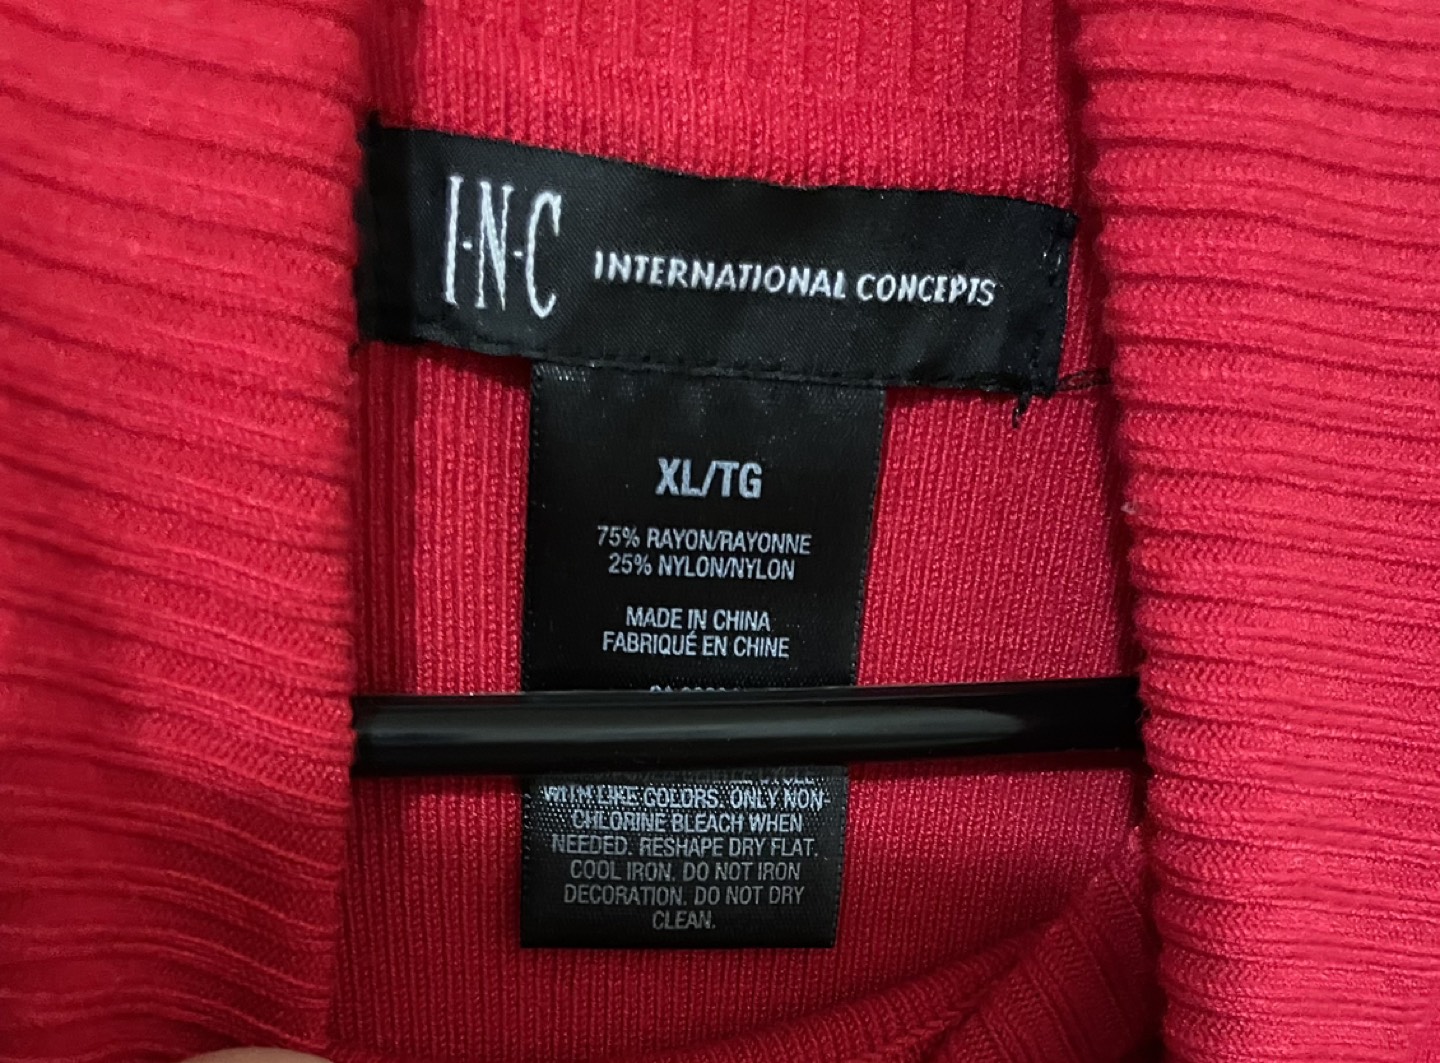 I·N·C INTERNATIONAL CONCEPTS
XL/TG
75% RAYON/RAYONNE
25% NYLON/NYLON
MADE IN CHINA
FABRIQUÉ EN CHINE
WITH LIKE COLORS. ONLY NON-
CHLORINE BLEACH WHEN
NEEDED. RESHAPE DRY FLAT.
COOL IRON. DO NOT IRON
DECORATION. DO NOT DRY
CLEAN.